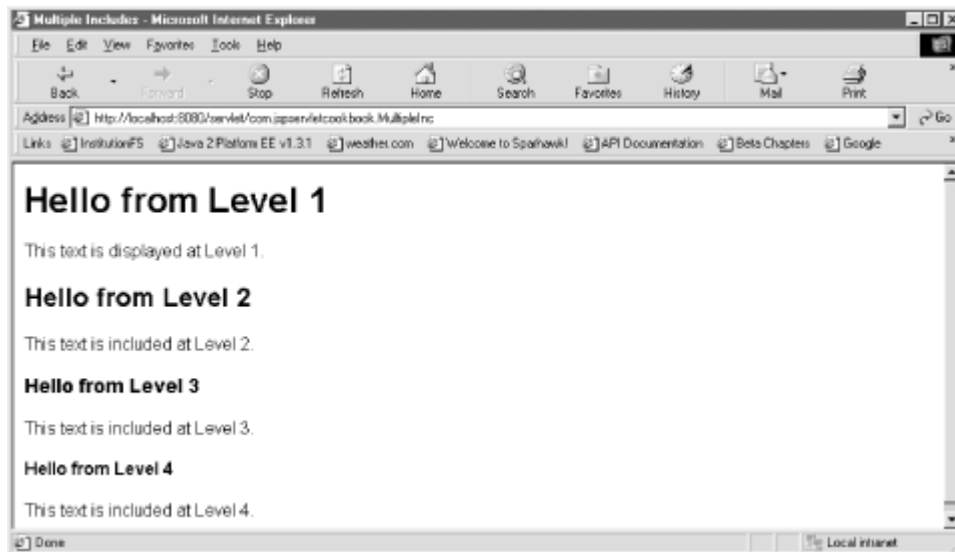 Multiple Includes - Microsoft Internet Explorer
File Edit View Favorites Tools Help
Back Forward Stop Refresh Home Search Favorites History Mail Print
Address http://localhost:8080/servlet/com.jspservletcookbook.MultipleInc Go
Links InstitutionFS Java 2 Platform EE v1.3.1 weather.com Welcome to Sparhawk! API Documentation Beta Chapters Google
Hello from Level 1
This text is displayed at Level 1.
Hello from Level 2
This text is included at Level 2.
Hello from Level 3
This text is included at Level 3.
Hello from Level 4
This text is included at Level 4.
Done Local intranet